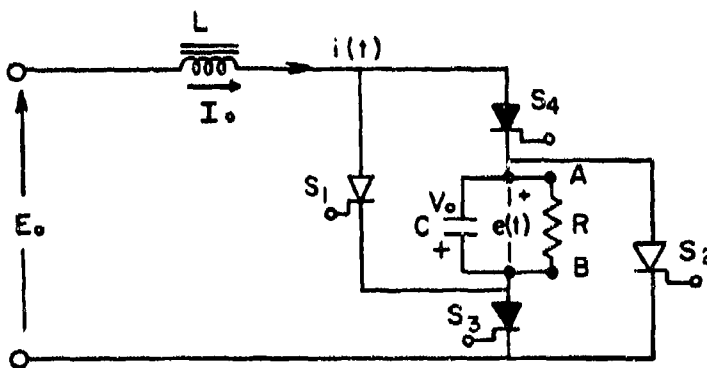 L
i(t)
I₀
S₄
S₁
V₀
+
A
E₀
C
e(t)
R
S₂
+
B
S₃